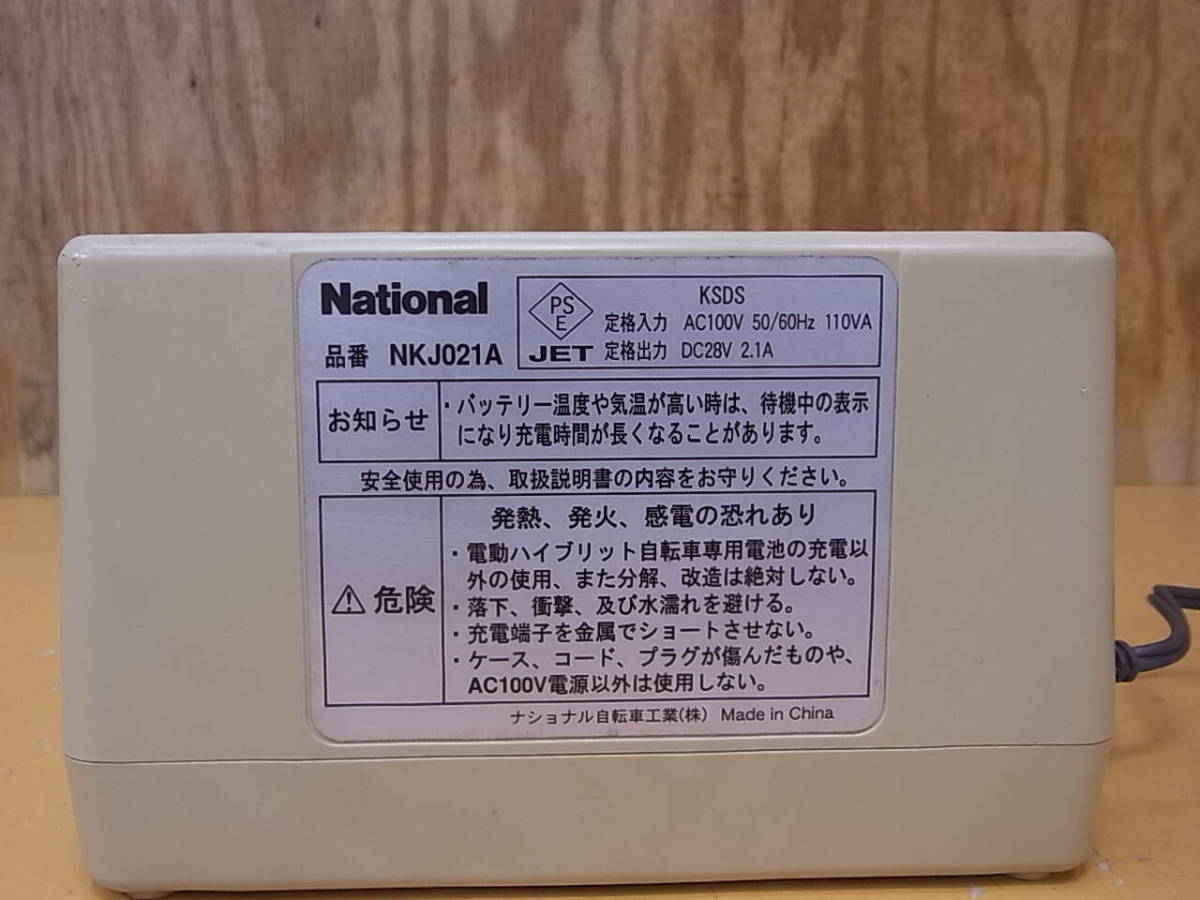 National
品番 NKJ021A
PS
E
JET
KSDS
定格入力 AC100V 50/60Hz 110VA
定格出力 DC28V 2.1A
お知らせ
・バッテリー温度や気温が高い時は、待機中の表示
になり充電時間が長くなることがあります。
安全使用の為、取扱説明書の内容をお守りください。
危険
発熱、発火、感電の恐れあり
・電動ハイブリット自転車専用電池の充電以
外の使用、また分解、改造は絶対しない。
・落下、衝撃、及び水濡れを避ける。
・充電端子を金属でショートさせない。
・ケース、コード、プラグが傷んだものや、
AC100V電源以外は使用しない。
ナショナル自転車工業(株) Made in China